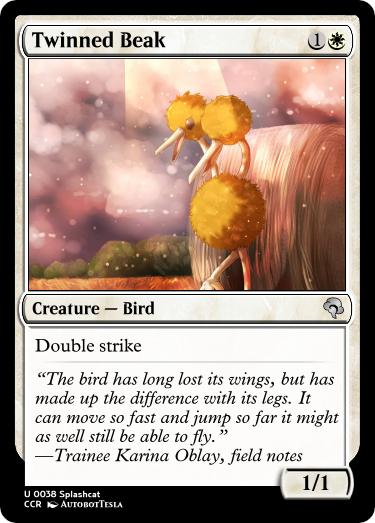 Twinned Beak 1
Creature — Bird
Double strike
“The bird has long lost its wings, but has
made up the difference with its legs. It
can move so fast and jump so far it might
as well still be able to fly.”
—Trainee Karina Oblay, field notes
1/1
U 0038 Splashcat
CCR AutobotTesla